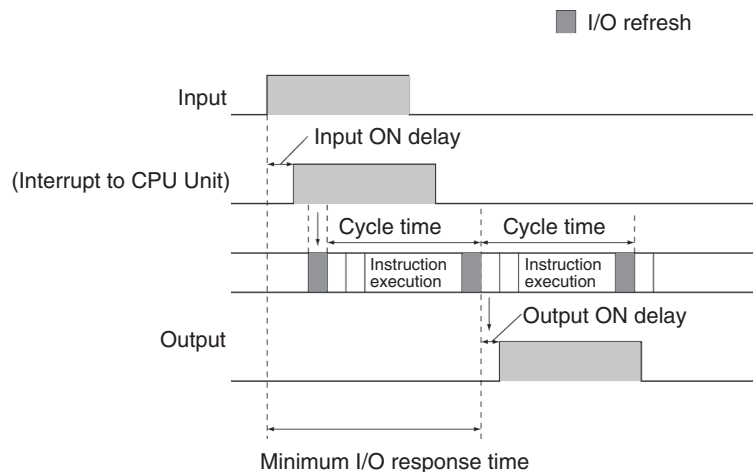 I/O refresh
Input
Input ON delay
(Interrupt to CPU Unit)
Cycle time
Cycle time
Instruction
execution
Instruction
execution
Output ON delay
Output
Minimum I/O response time